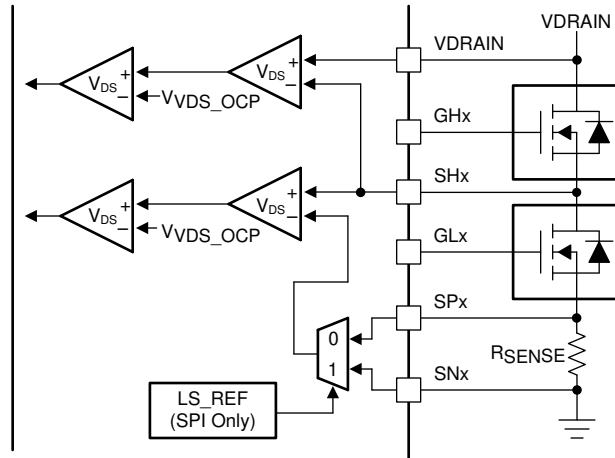 VDRAIN
VDRAIN
+
VDS
−
+
VDS
−
VVDS_OCP
GHx
SHx
+
VDS
−
+
VDS
−
VVDS_OCP
GLx
SPx
0
1
RSENSE
SNx
LS_REF
(SPI Only)